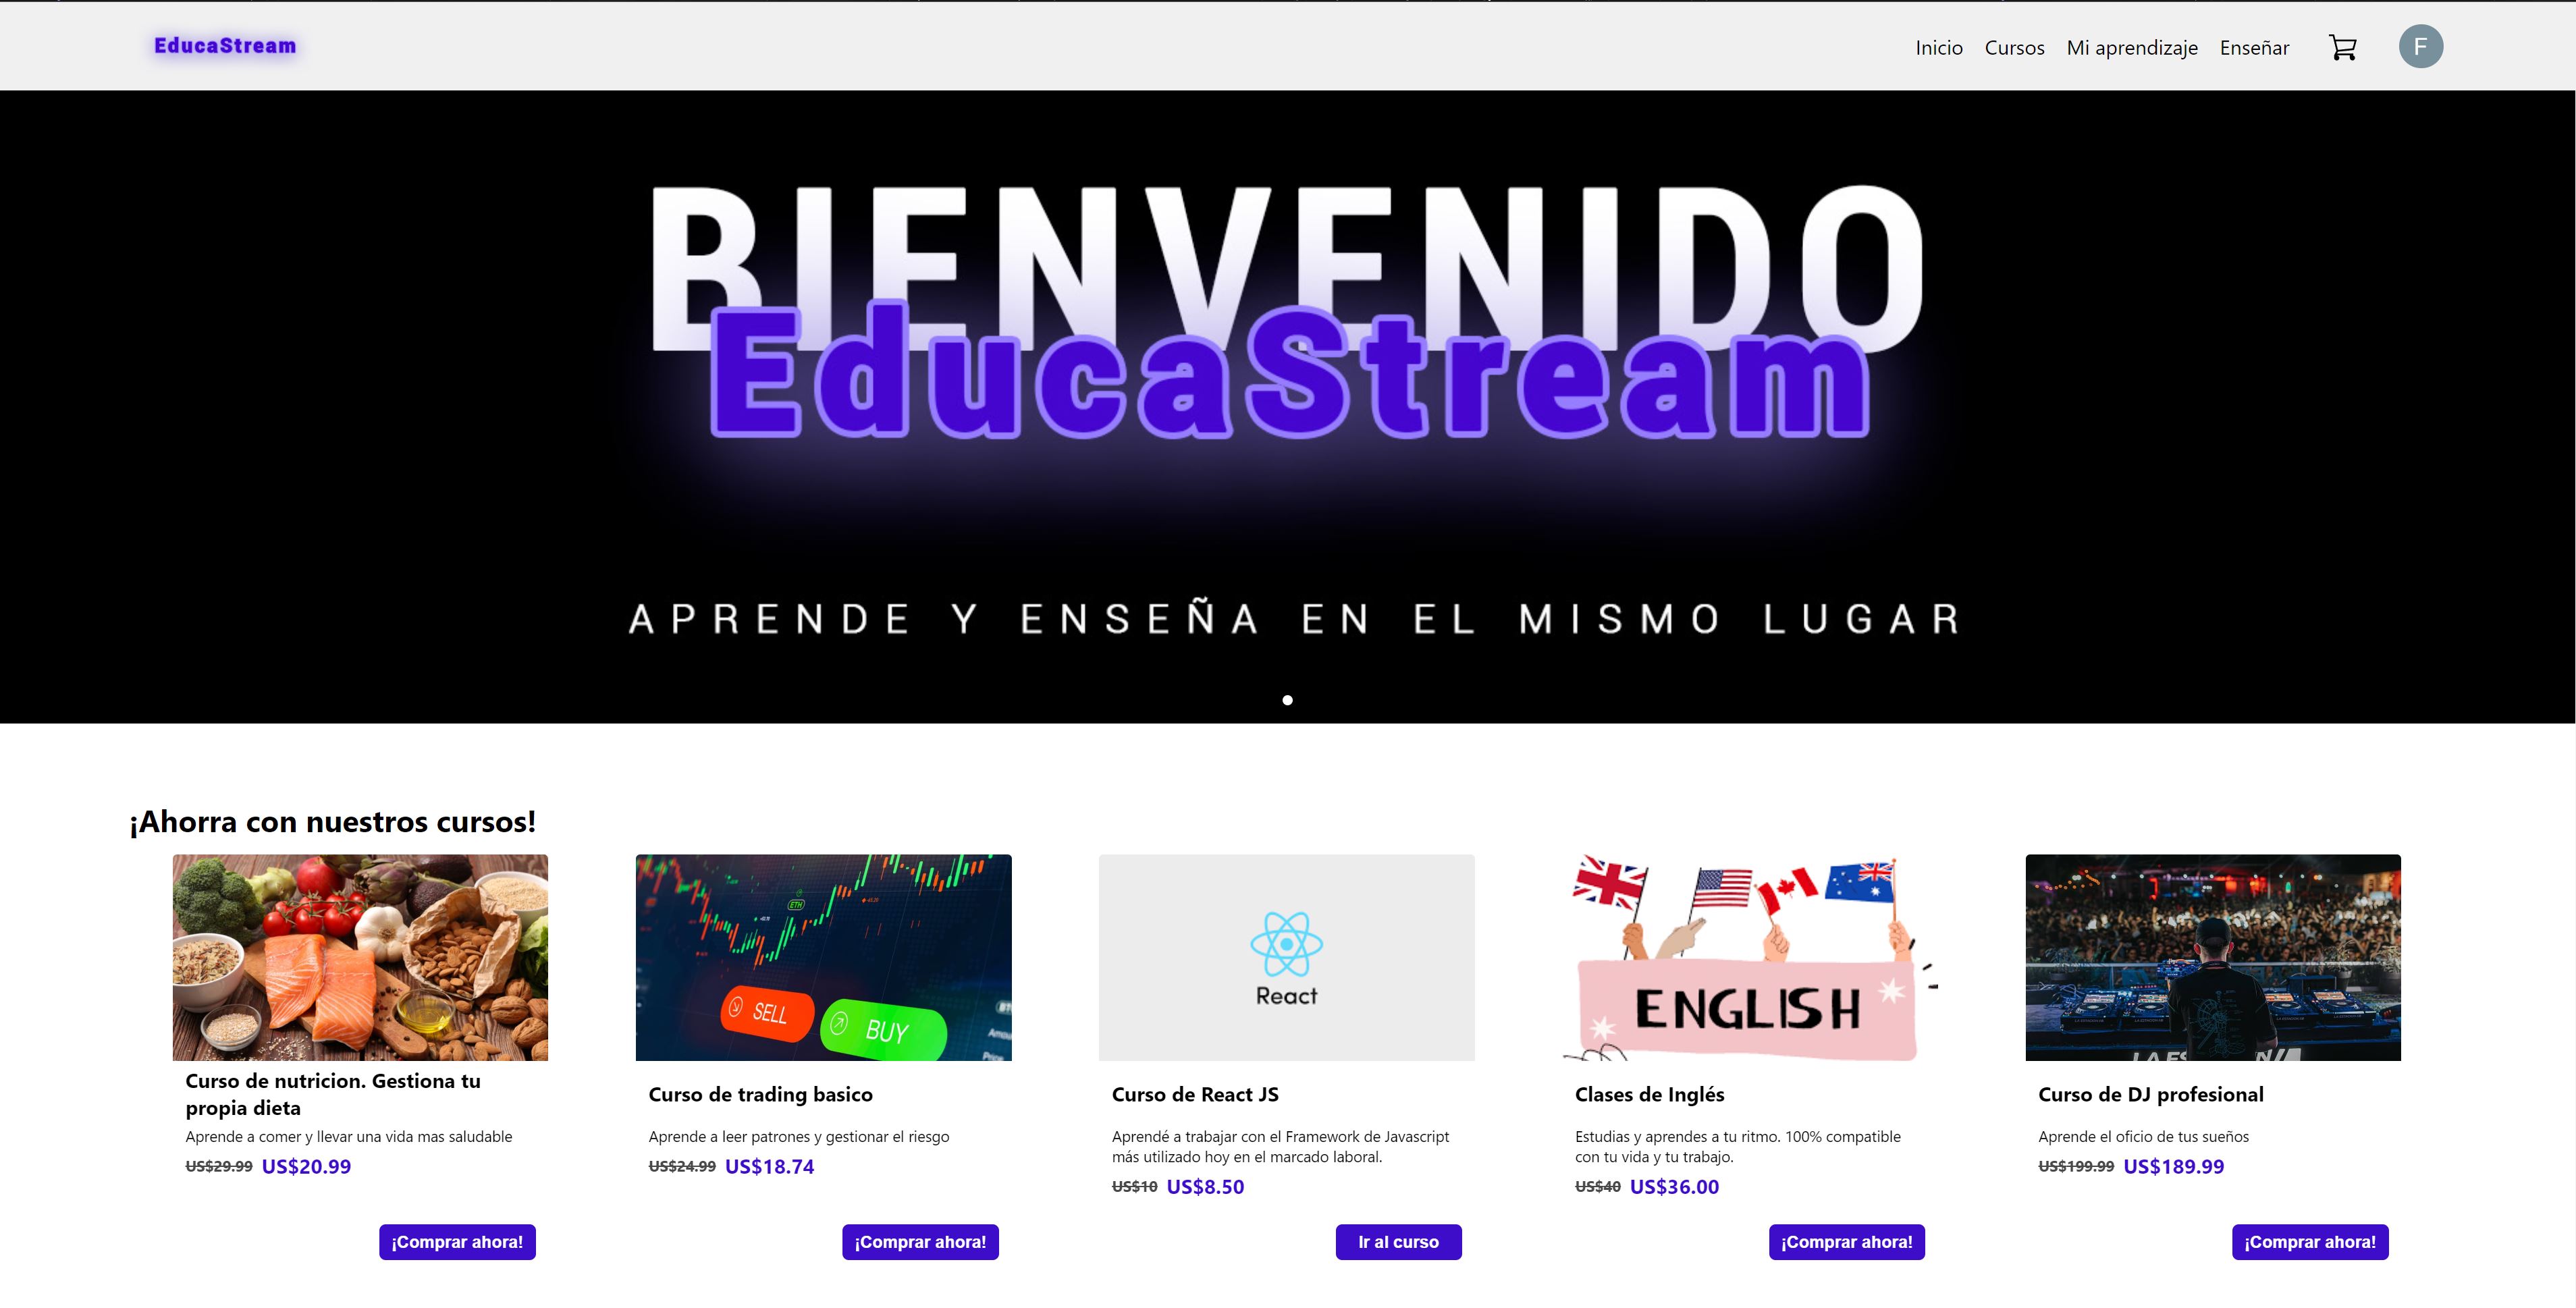 EducaStream
Inicio Cursos Mi aprendizaje Enseñar
F
BIENVENIDO
EducaStream
APRENDE Y ENSEÑA EN EL MISMO LUGAR
¡Ahorra con nuestros cursos!
ETH
SELL
BUY
React
ENGLISH
Curso de nutricion. Gestiona tu
propia dieta
Aprende a comer y llevar una vida mas saludable
US$29.99 US$20.99
¡Comprar ahora!
Curso de trading basico
Aprende a leer patrones y gestionar el riesgo
US$24.99 US$18.74
¡Comprar ahora!
Curso de React JS
Aprendé a trabajar con el Framework de Javascript
más utilizado hoy en el marcado laboral.
US$10 US$8.50
Ir al curso
Clases de Inglés
Estudias y aprendes a tu ritmo. 100% compatible
con tu vida y tu trabajo.
US$40 US$36.00
¡Comprar ahora!
Curso de DJ profesional
Aprende el oficio de tus sueños
US$199.99 US$189.99
¡Comprar ahora!